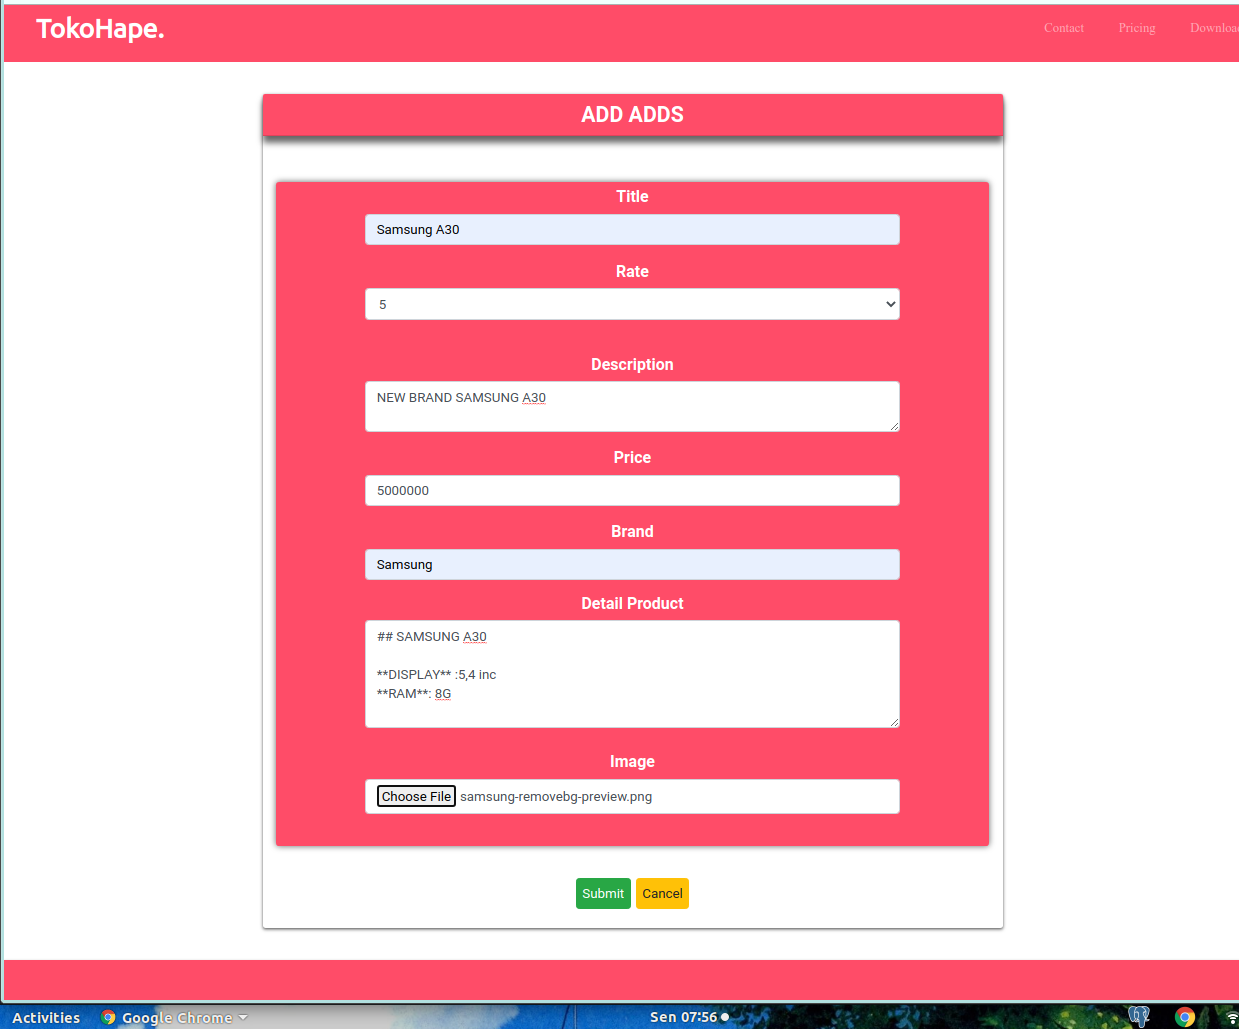 TokoHape.
Contact Pricing
ADD ADDS
Title
Samsung A30
Rate
5
Description
NEW BRAND SAMSUNG A30
Price
5000000
Brand
Samsung
Detail Product
## SAMSUNG A30
**DISPLAY** :5,4 inc
**RAM**: 8G
Image
Choose File samsung-removebg-preview.png
Submit Cancel
Activities Google Chrome Sen 07:56